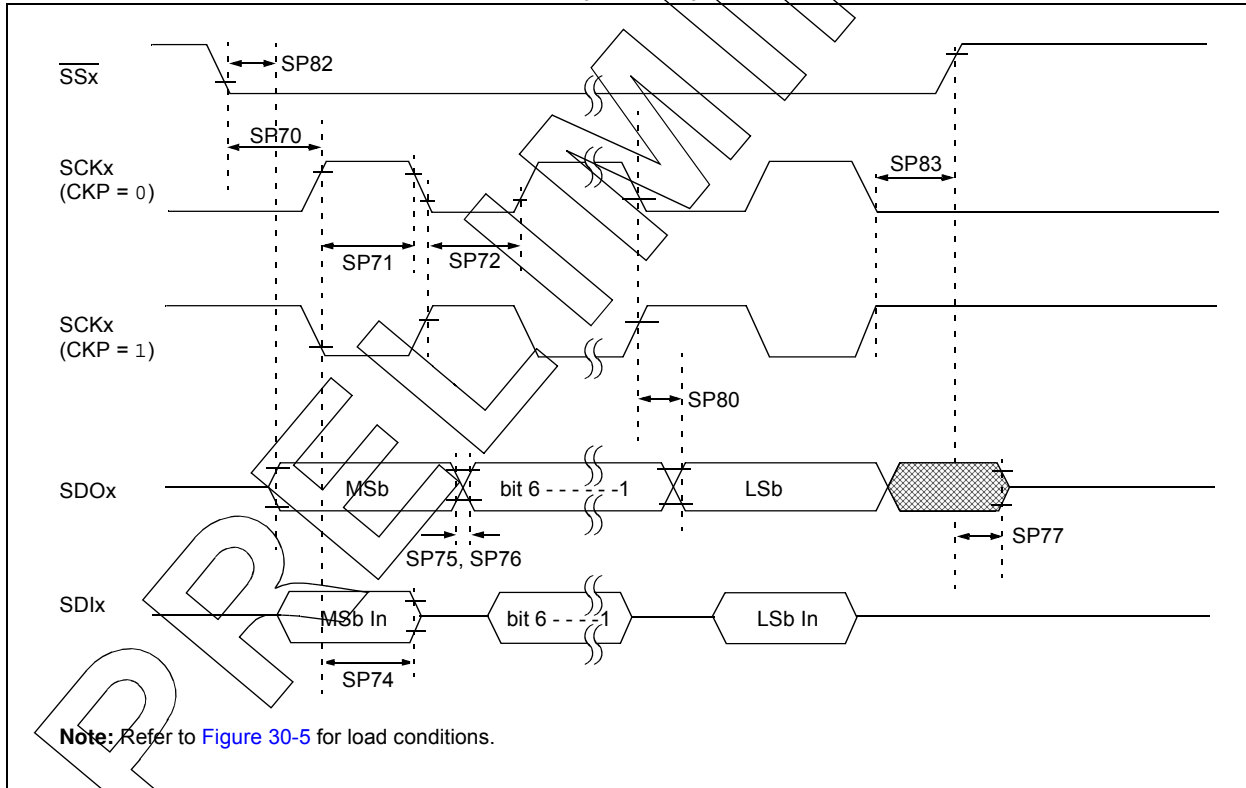 SSx
SP82
SP70
SCKx
(CKP = 0)
SP83
SP71
SP72
SCKx
(CKP = 1)
SP80
SDOx
MSb
bit 6 - - - - - -1
LSb
SP75, SP76
SP77
SDIx
MSb In
bit 6 - - - -1
LSb In
SP74
Note: Refer to Figure 30-5 for load conditions.
PRELIMIN